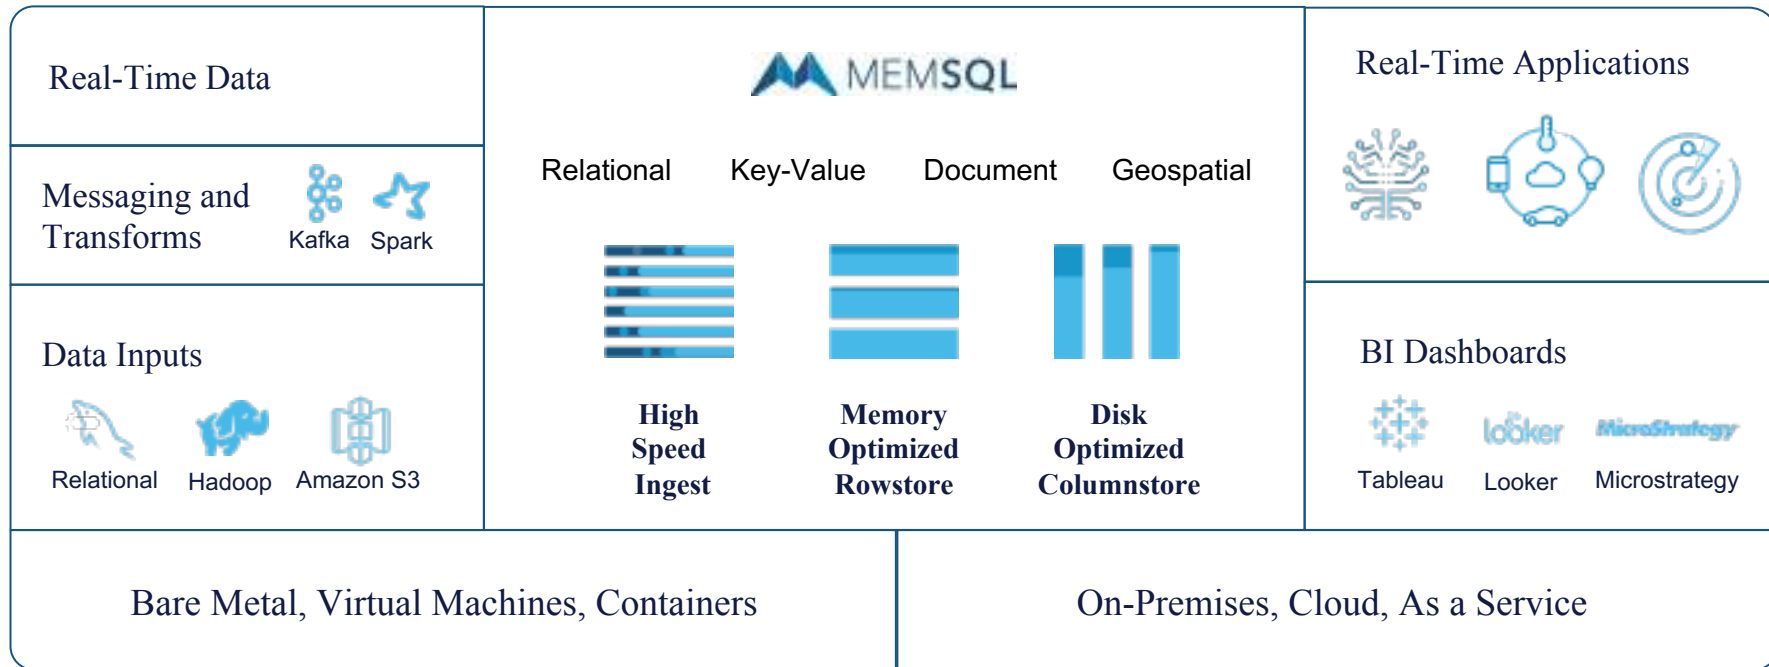 Real-Time Data
Messaging and
Transforms
Kafka Spark
Data Inputs
Relational Hadoop Amazon S3
MEMSQL
Relational Key-Value Document Geospatial
High
Speed
Ingest
Memory
Optimized
Rowstore
Disk
Optimized
Columnstore
Real-Time Applications
BI Dashboards
looker MicroStrategy
Tableau Looker Microstrategy
Bare Metal, Virtual Machines, Containers
On-Premises, Cloud, As a Service